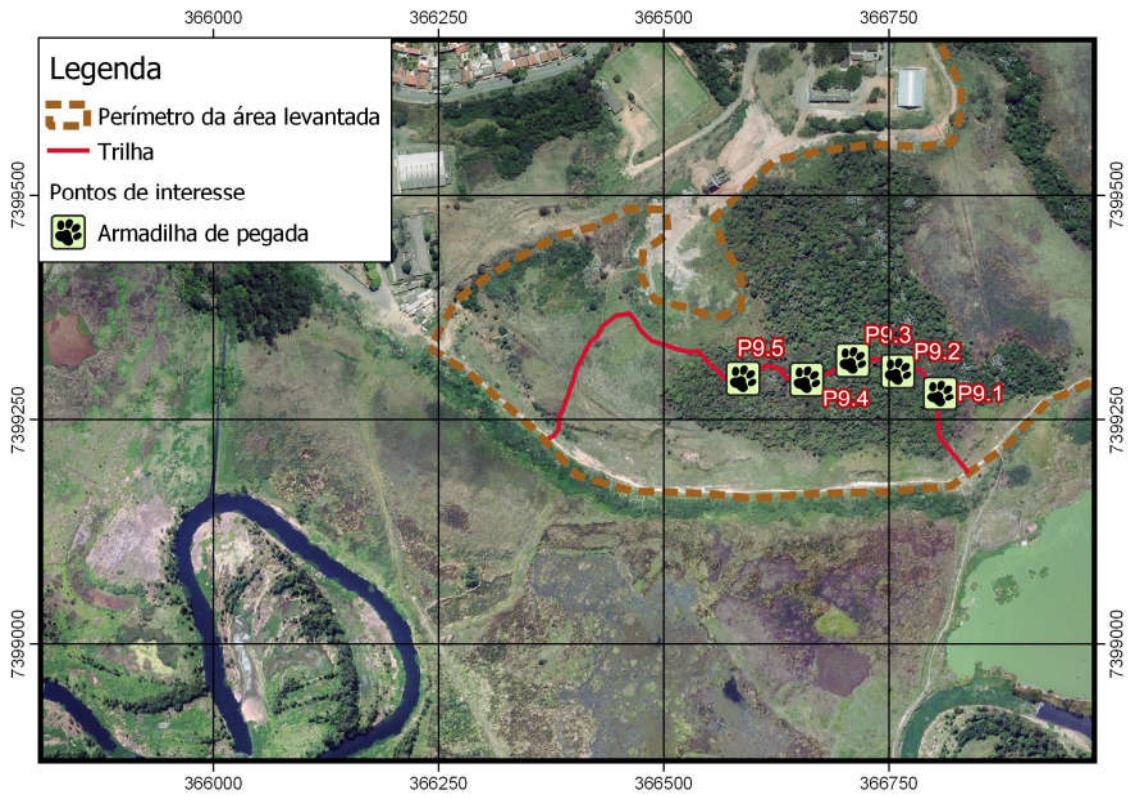 366000 366250 366500 366750
Legenda
Perímetro da área levantada
Trilha
Pontos de interesse
Armadilha de pegada
7399500 7399500
P9.5 P9.3
P9.2
P9.4 P9.1
7399250 7399250
7399000 7399000
366000 366250 366500 366750